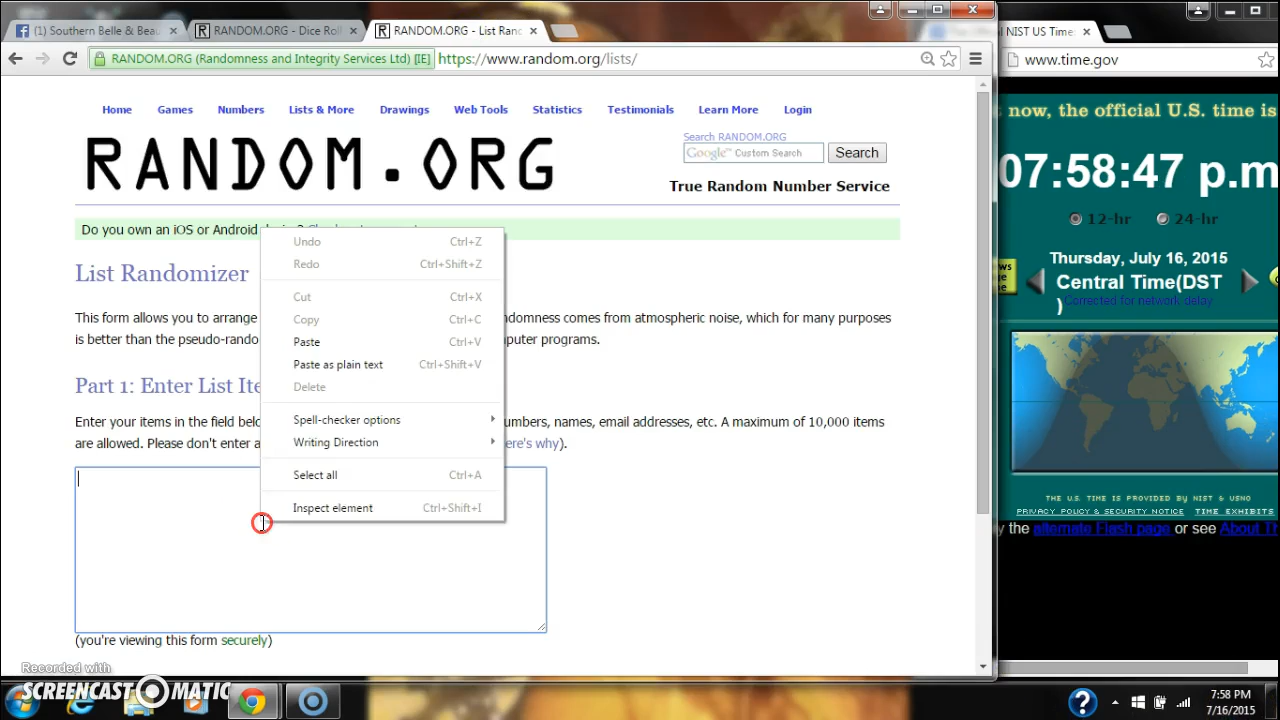 (1) Southern Belle & Bea
RANDOM.ORG - Dice Roll
RANDOM.ORG - List Ran
RANDOM.ORG (Randomness and Integrity Services Ltd) [IE]
https://www.random.org/lists/
Home Games Numbers Lists & More Drawings Web Tools Statistics Testimonials Learn More Login
RANDOM.ORG
Search RANDOM.ORG
Google™ Custom Search
Search
True Random Number Service
Do you own an iOS or Android
List Randomizer
This form allows you to arrange
ndomness comes from atmospheric noise, which for many purposes
is better than the pseudo-rando
puter programs.
Part 1: Enter List Ite
Enter your items in the field belo
umbers, names, email addresses, etc. A maximum of 10,000 items
are allowed. Please don't enter a
ere's why).
Undo Ctrl+Z
Redo Ctrl+Shift+Z
Cut Ctrl+X
Copy Ctrl+C
Paste Ctrl+V
Paste as plain text Ctrl+Shift+V
Delete
Spell-checker options
Writing Direction
Select all Ctrl+A
Inspect element Ctrl+Shift+I
(you're viewing this form securely)
NIST US Time:
www.time.gov
now, the official U.S. time is
07:58:47 p.m
12-hr 24-hr
Thursday, July 16, 2015
Central Time(DST
)
Corrected for network delay
THE U.S. TIME IS PROVIDED BY NIST & USNO
PRIVACY POLICY & SECURITY NOTICE TIME EXHIBITS
y the alternate Flash page or see About Th
Recorded with
SCREENCAST-O-MATIC
7:58 PM
7/16/2015